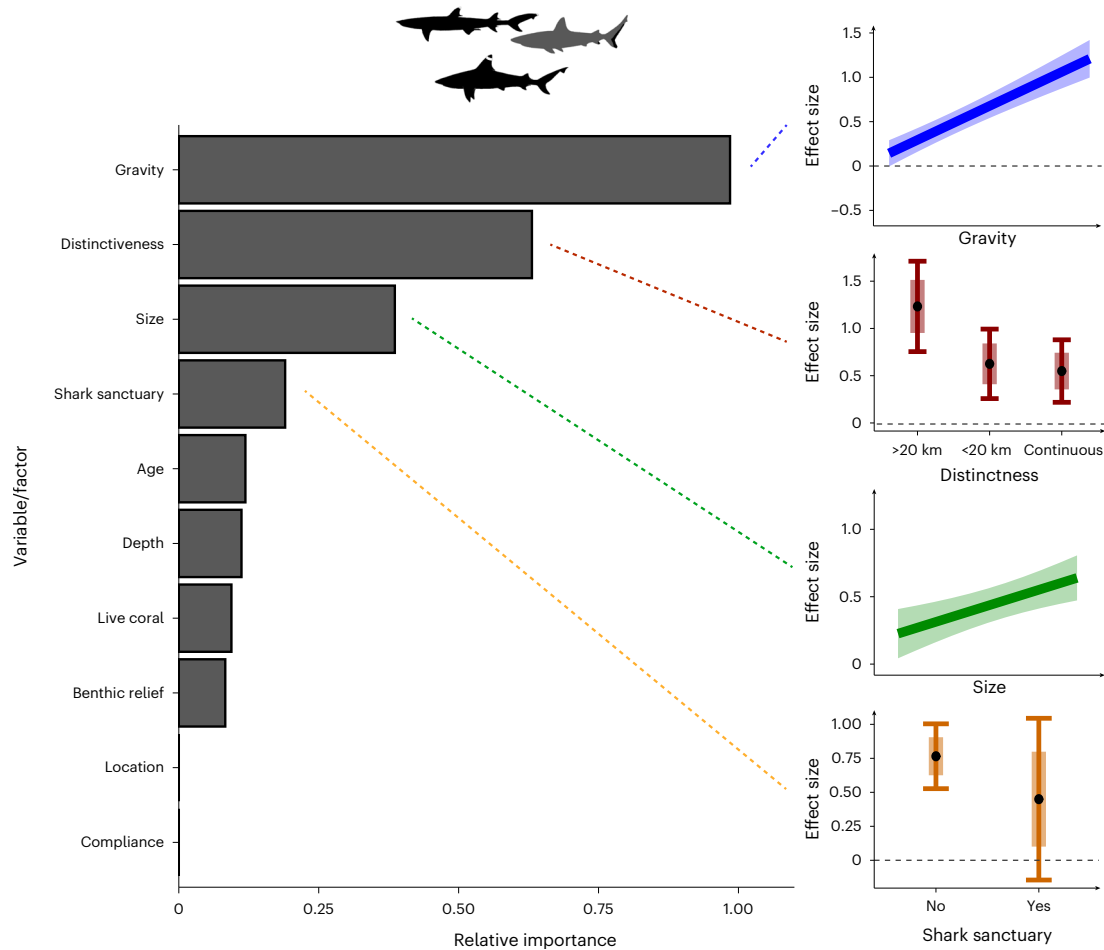 Variable/factor
Gravity
Distinctiveness
Size
Shark sanctuary
Age
Depth
Live coral
Benthic relief
Location
Compliance
0 0.25 0.50 0.75 1.00
Relative importance
Effect size
1.5
1.0
0.5
0
−0.5
Gravity
Effect size
1.5
1.0
0.5
0
>20 km <20 km Continuous
Distinctness
Effect size
1.0
0.5
0
Size
Effect size
1.00
0.75
0.50
0.25
0
No Yes
Shark sanctuary